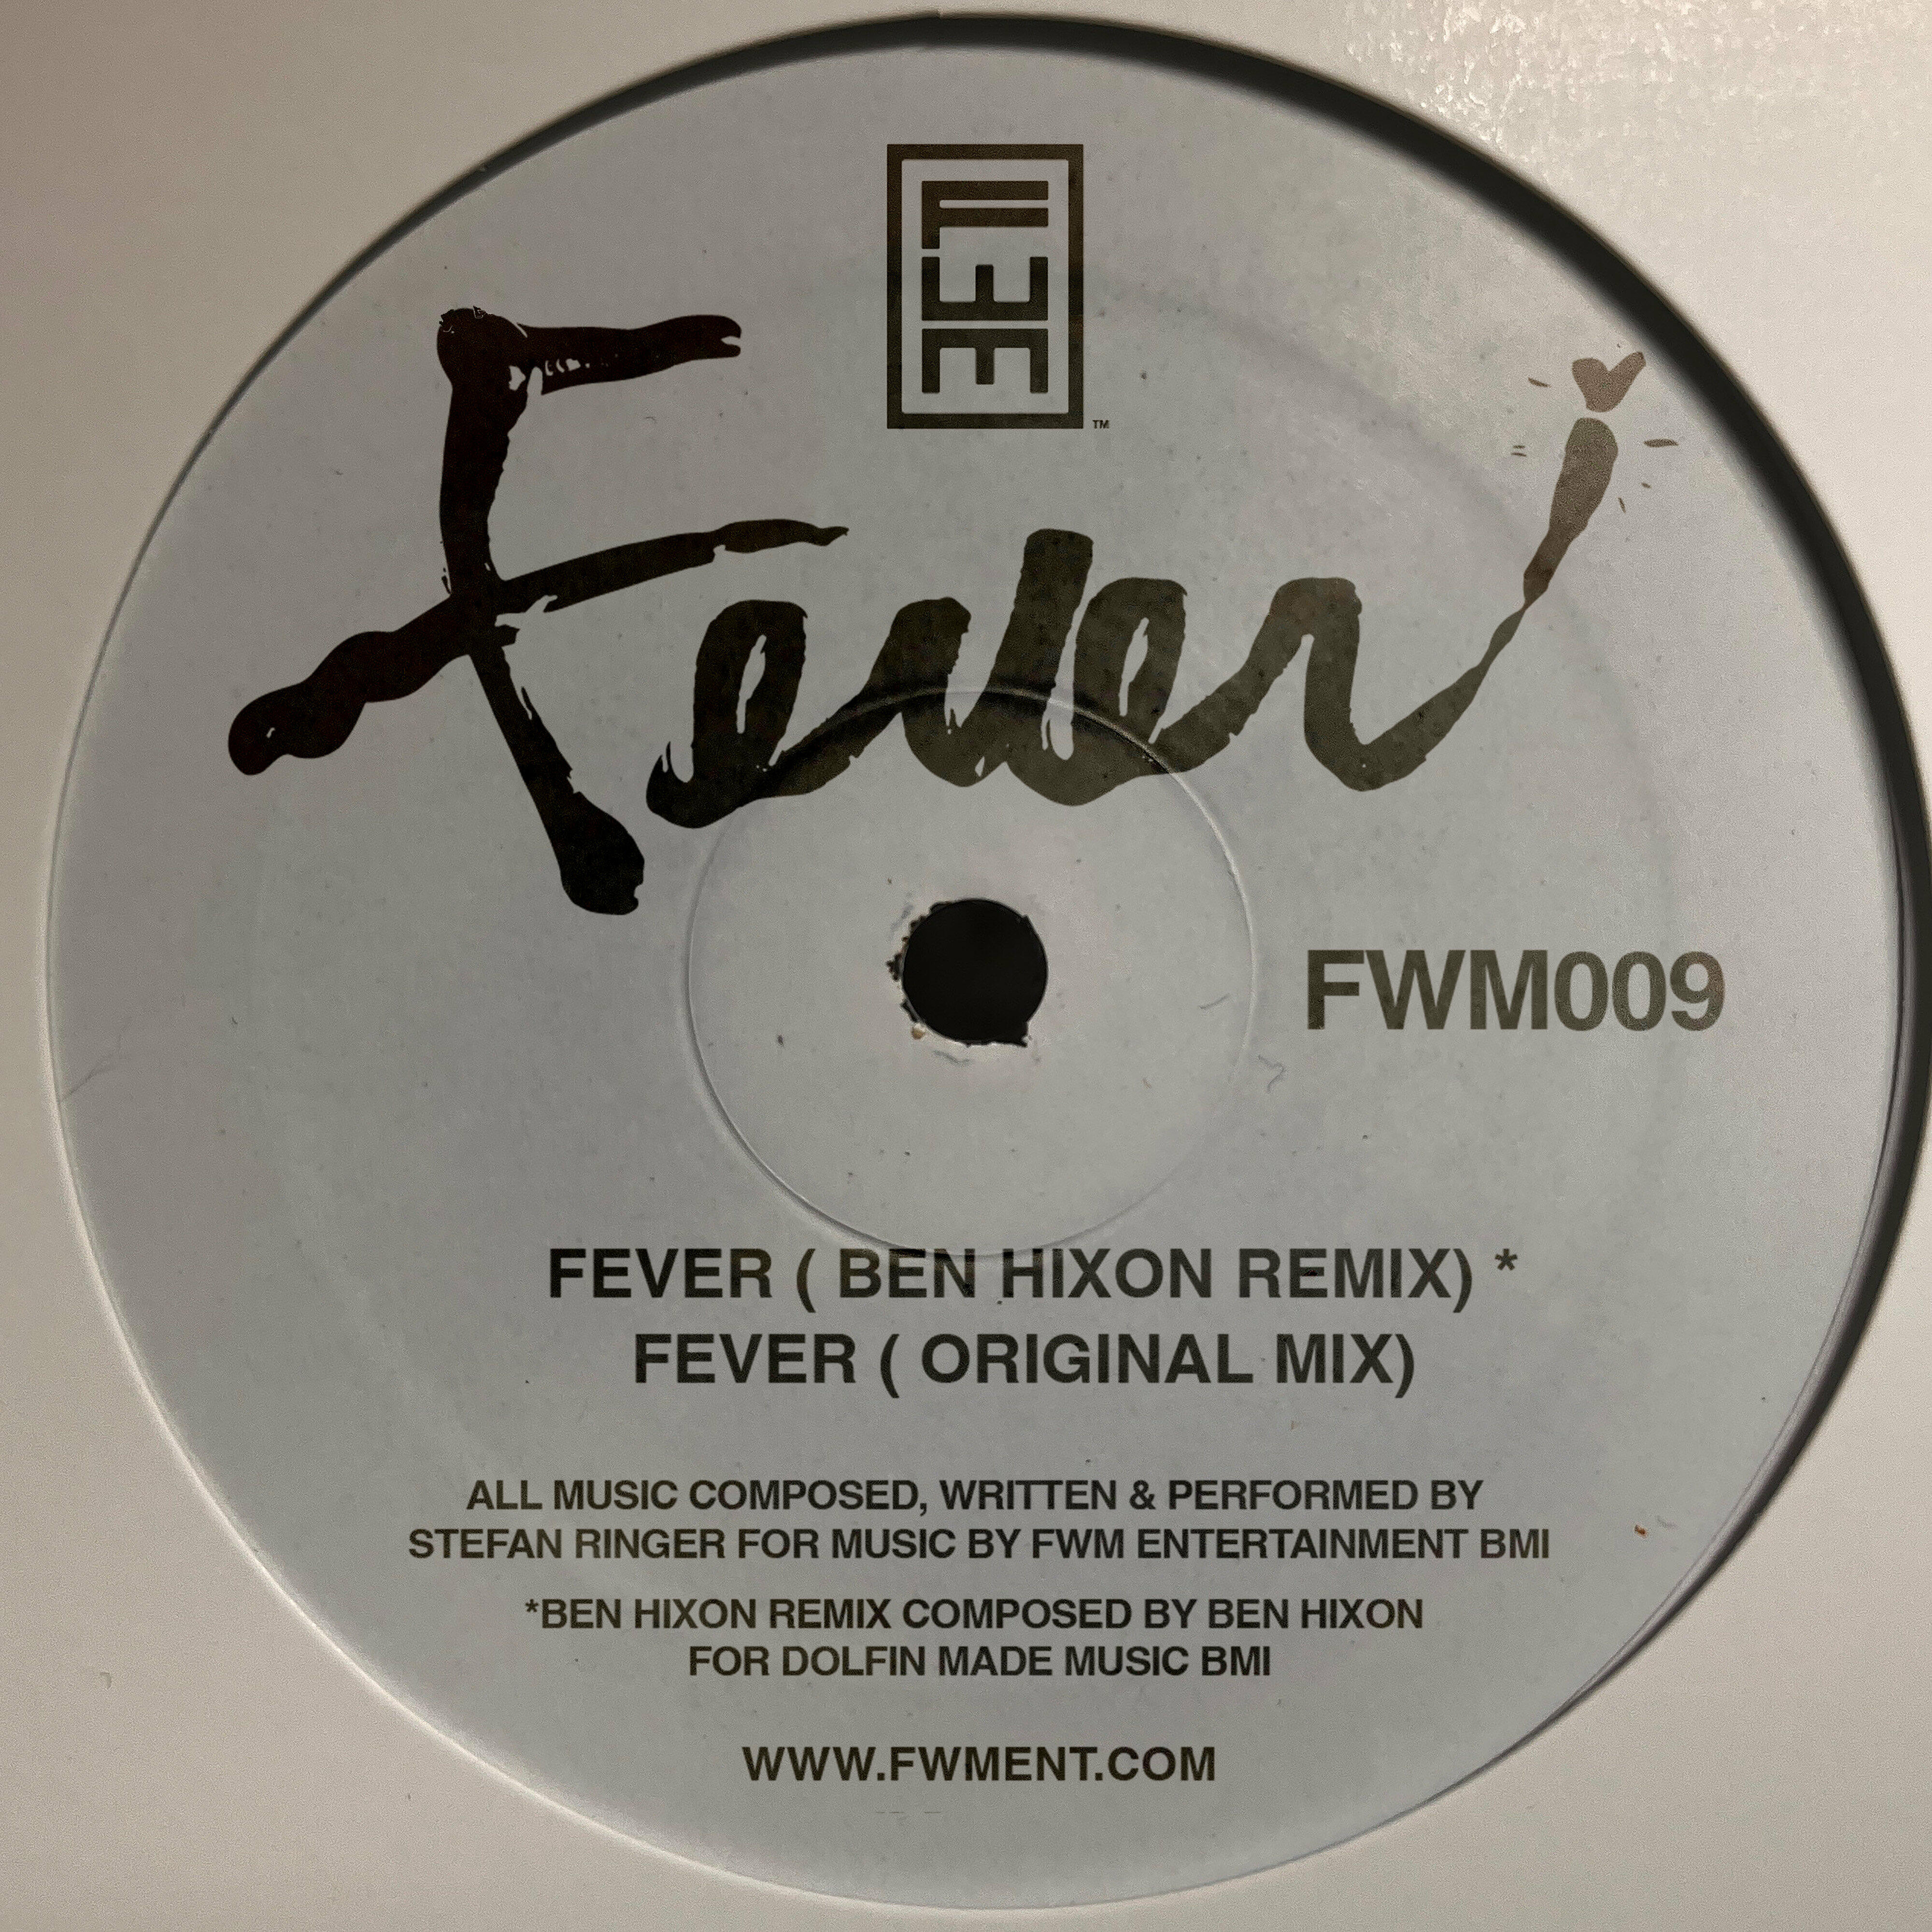 FWM
™
Fever
FWM009
FEVER ( BEN HIXON REMIX) *
FEVER ( ORIGINAL MIX)
ALL MUSIC COMPOSED, WRITTEN & PERFORMED BY
STEFAN RINGER FOR MUSIC BY FWM ENTERTAINMENT BMI
*BEN HIXON REMIX COMPOSED BY BEN HIXON
FOR DOLFIN MADE MUSIC BMI
WWW.FWMENT.COM